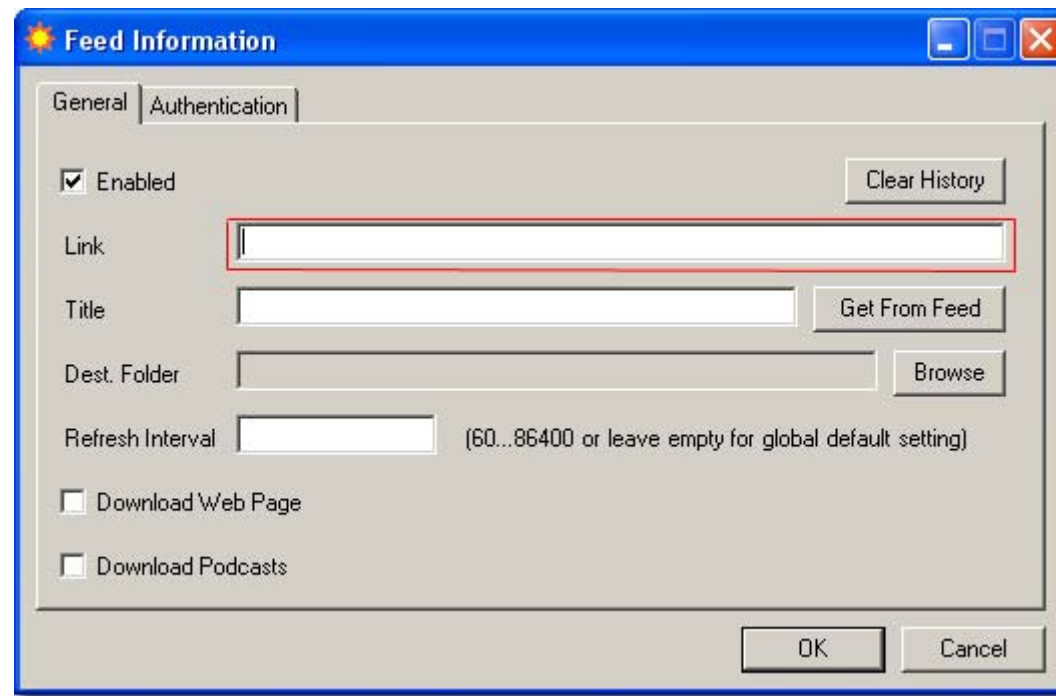 Feed Information
General Authentication
Enabled Clear History
Link
Title Get From Feed
Dest. Folder Browse
Refresh Interval (60...86400 or leave empty for global default setting)
Download Web Page
Download Podcasts
OK Cancel